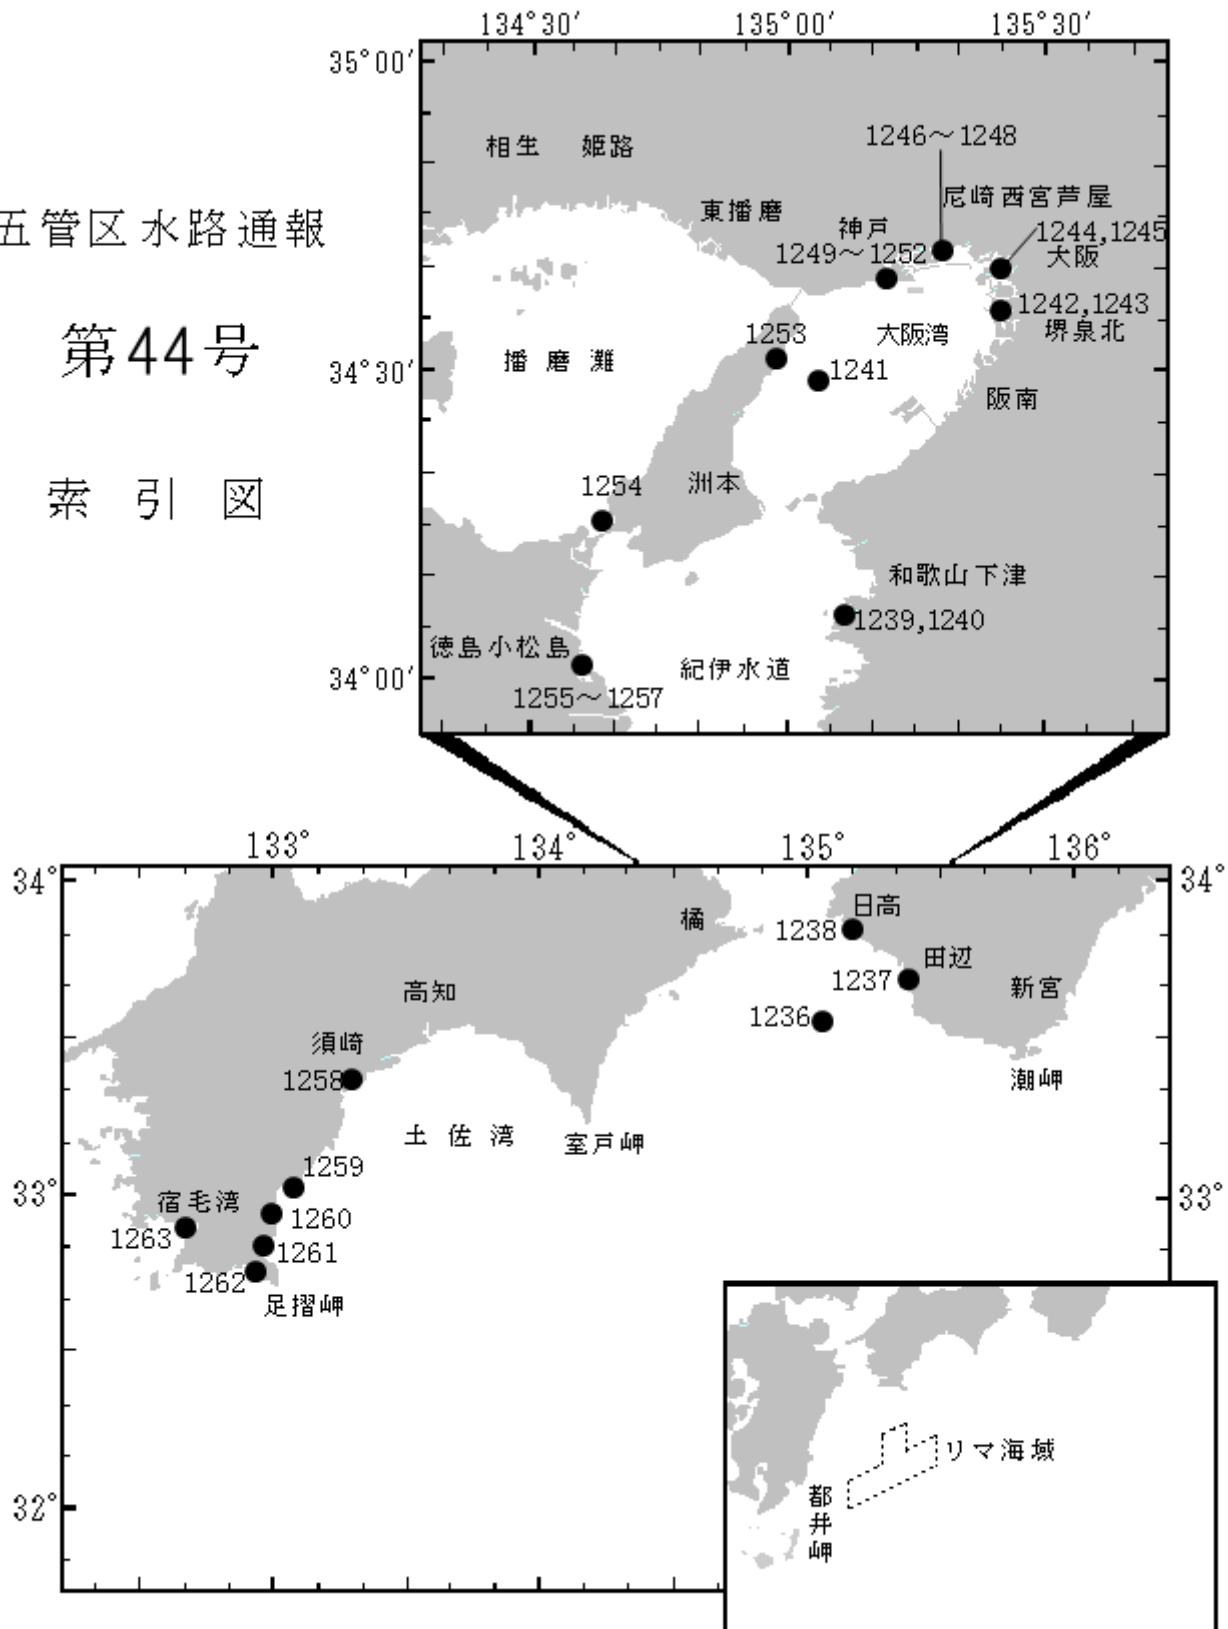 134°30′ 135°00′ 135°30′
35°00′
1246～1248
相生 姫路
尼崎西宮芦屋
東播磨
五管区水路通報
神戸
1244,1245
1249～1252
大阪
1242,1243
第44号
1253
大阪湾
堺泉北
34°30′
播磨灘
1241
阪南
索引図
1254
洲本
和歌山下津
1239,1240
徳島小松島
紀伊水道
34°00′
1255～1257
133° 134° 135° 136°
34° 34°
橘
日高
1238
田辺
1237
高知
新宮
1236
須崎
1258
潮岬
土佐湾
室戸岬
1259
33° 33°
宿毛湾
1260
1263
1261
1262
足摺岬
リマ海域
都井岬
32°